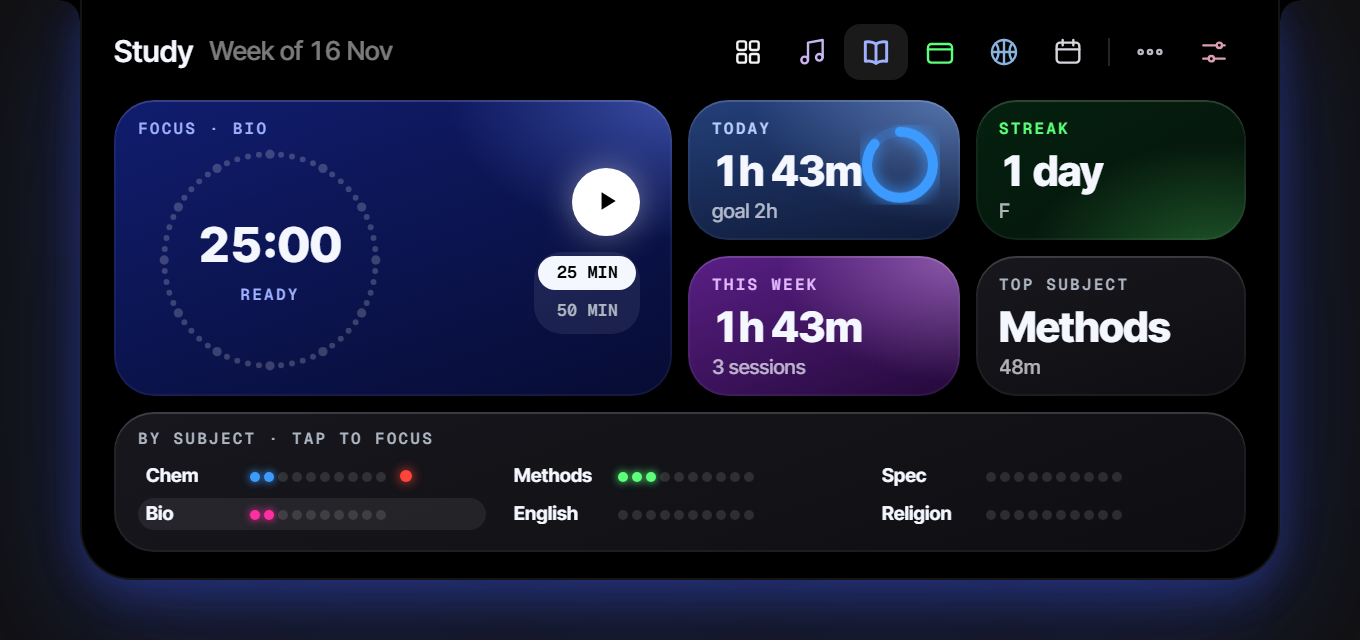 Study Week of 16 Nov
FOCUS · BIO
25:00
READY
25 MIN
50 MIN
TODAY
1h 43m
goal 2h
STREAK
1 day
F
THIS WEEK
1h 43m
3 sessions
TOP SUBJECT
Methods
48m
BY SUBJECT · TAP TO FOCUS
Chem
Methods
Spec
Bio
English
Religion